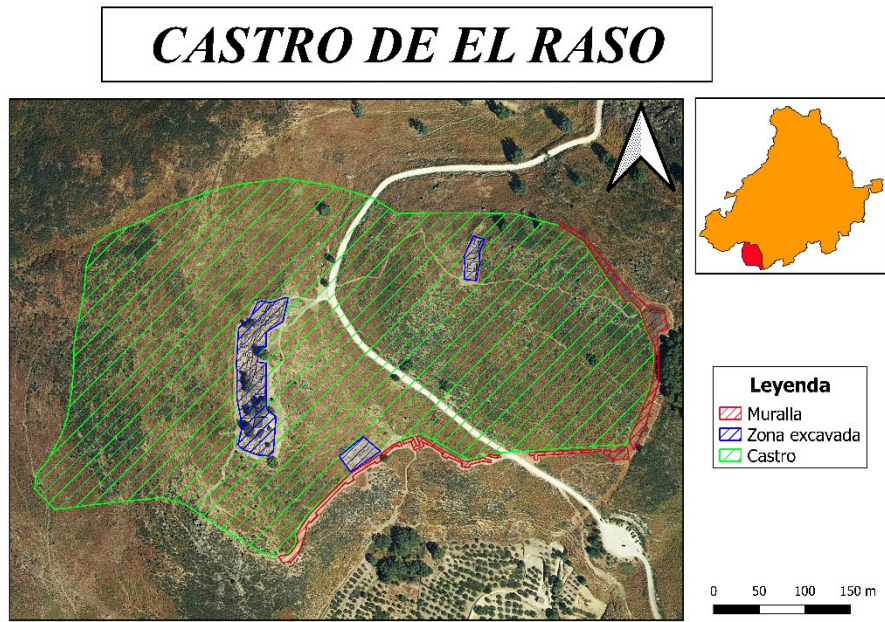 CASTRO DE EL RASO
Leyenda
Muralla
Zona excavada
Castro
0 50 100 150 m